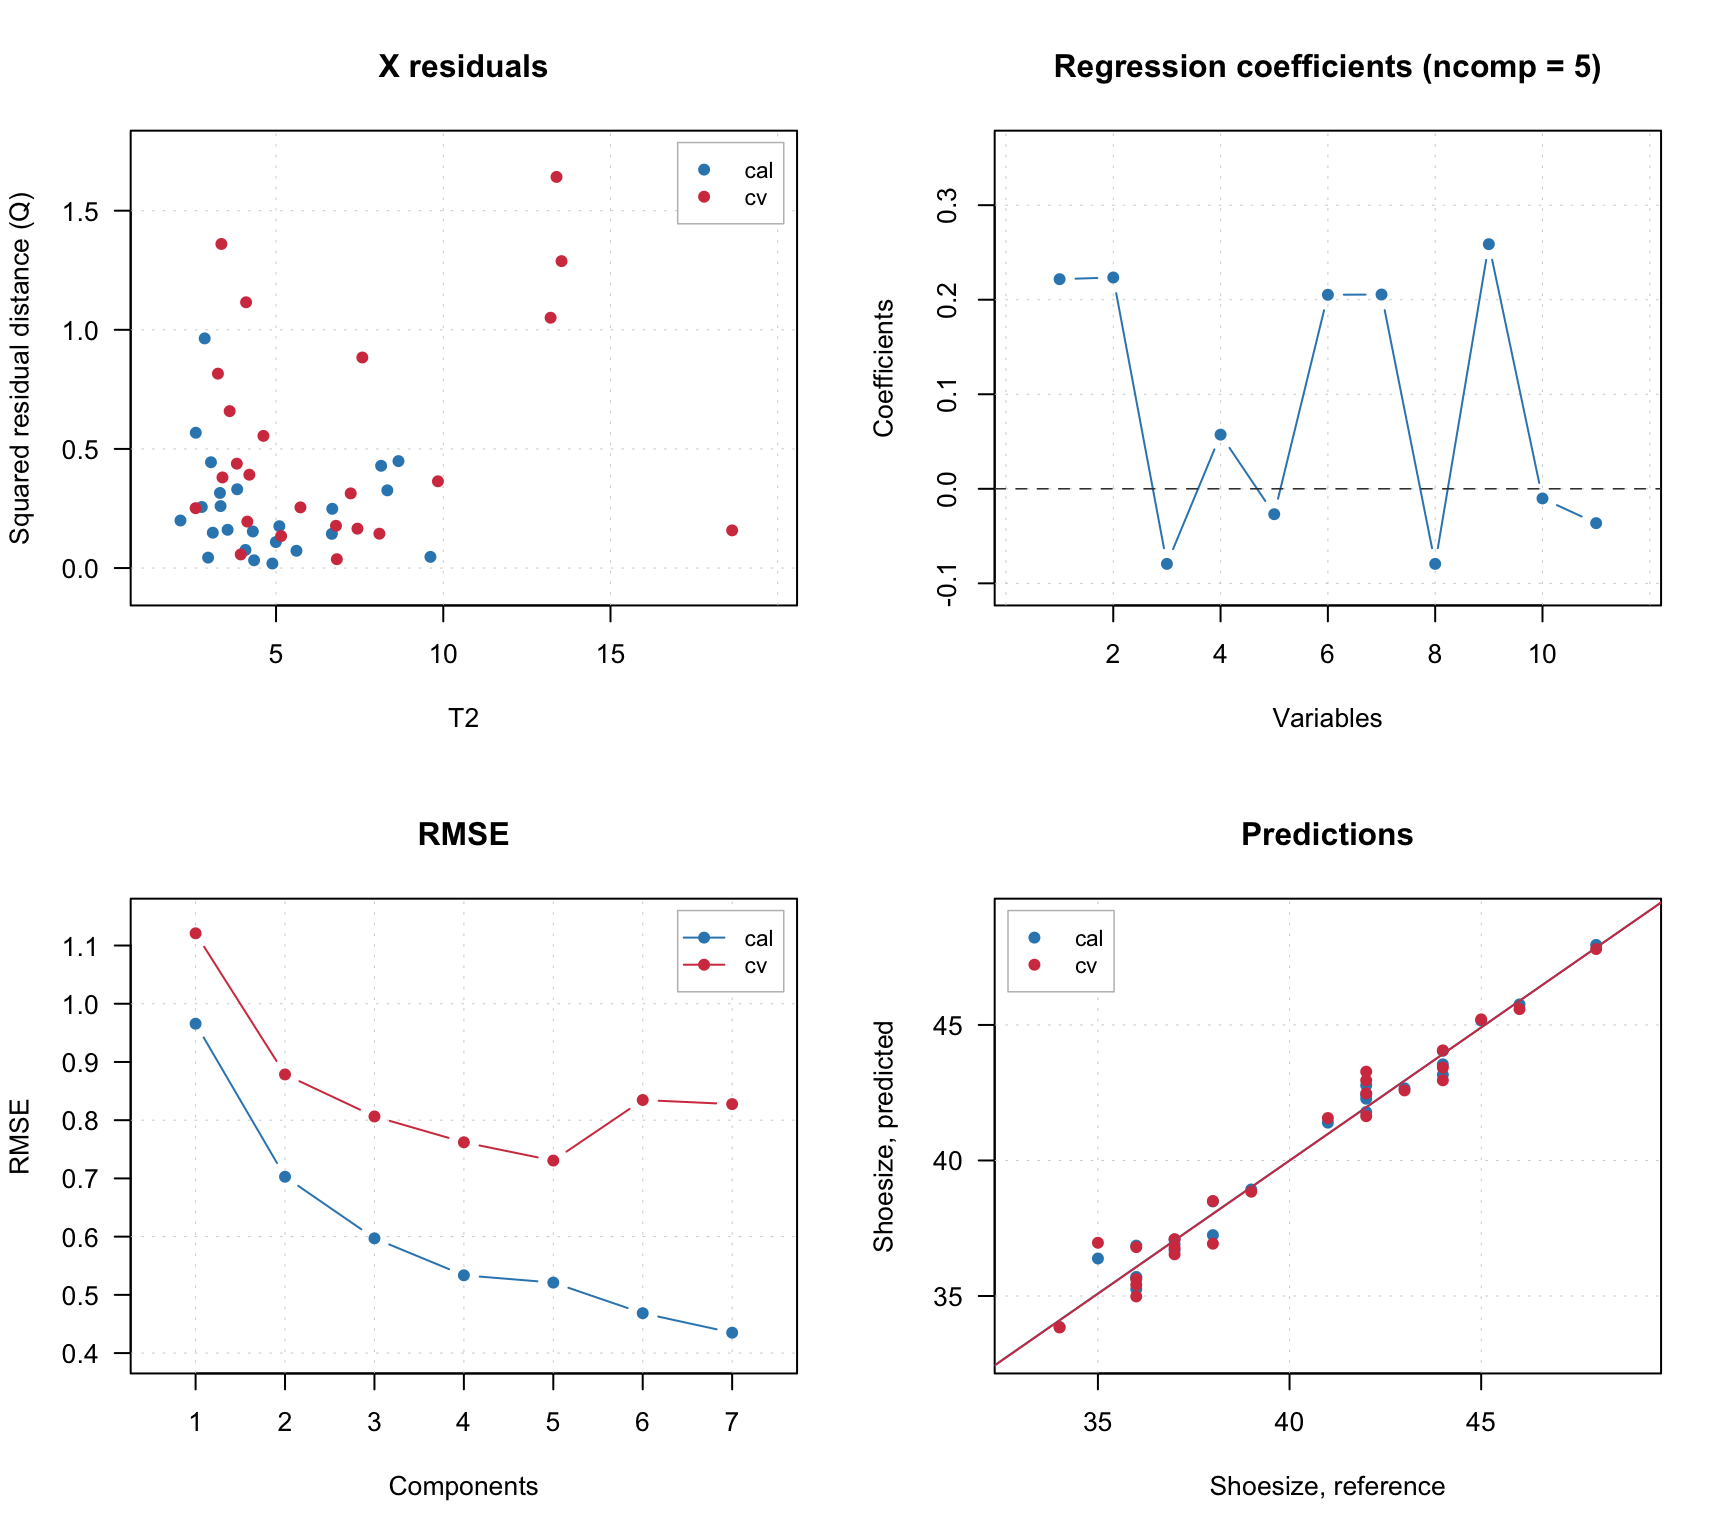 X residuals
Squared residual distance (Q)
1.5
1.0
0.5
0.0
cal
cv
5 10 15
T2
Regression coefficients (ncomp = 5)
Coefficients
0.3
0.2
0.1
0.0
-0.1
2 4 6 8 10
Variables
RMSE
RMSE
1.1
1.0
0.9
0.8
0.7
0.6
0.5
0.4
cal
cv
1 2 3 4 5 6 7
Components
Predictions
Shoesize, predicted
45
40
35
cal
cv
35 40 45
Shoesize, reference